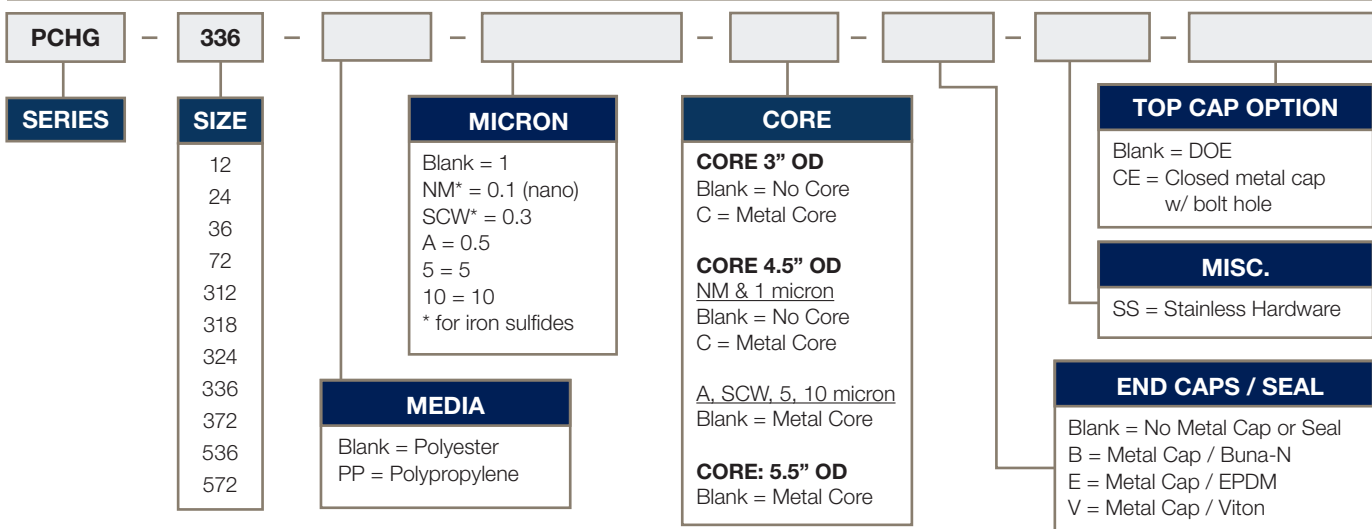 PCHG – 336 – – – – – –
SERIES
SIZE
12
24
36
72
312
318
324
336
372
536
572
MEDIA
Blank = Polyester
PP = Polypropylene
MICRON
Blank = 1
NM* = 0.1 (nano)
SCW* = 0.3
A = 0.5
5 = 5
10 = 10
* for iron sulfides
CORE
CORE 3” OD
Blank = No Core
C = Metal Core
CORE 4.5” OD
NM & 1 micron
Blank = No Core
C = Metal Core
A, SCW, 5, 10 micron
Blank = Metal Core
CORE: 5.5” OD
Blank = Metal Core
END CAPS / SEAL
Blank = No Metal Cap or Seal
B = Metal Cap / Buna-N
E = Metal Cap / EPDM
V = Metal Cap / Viton
MISC.
SS = Stainless Hardware
TOP CAP OPTION
Blank = DOE
CE = Closed metal cap
w/ bolt hole